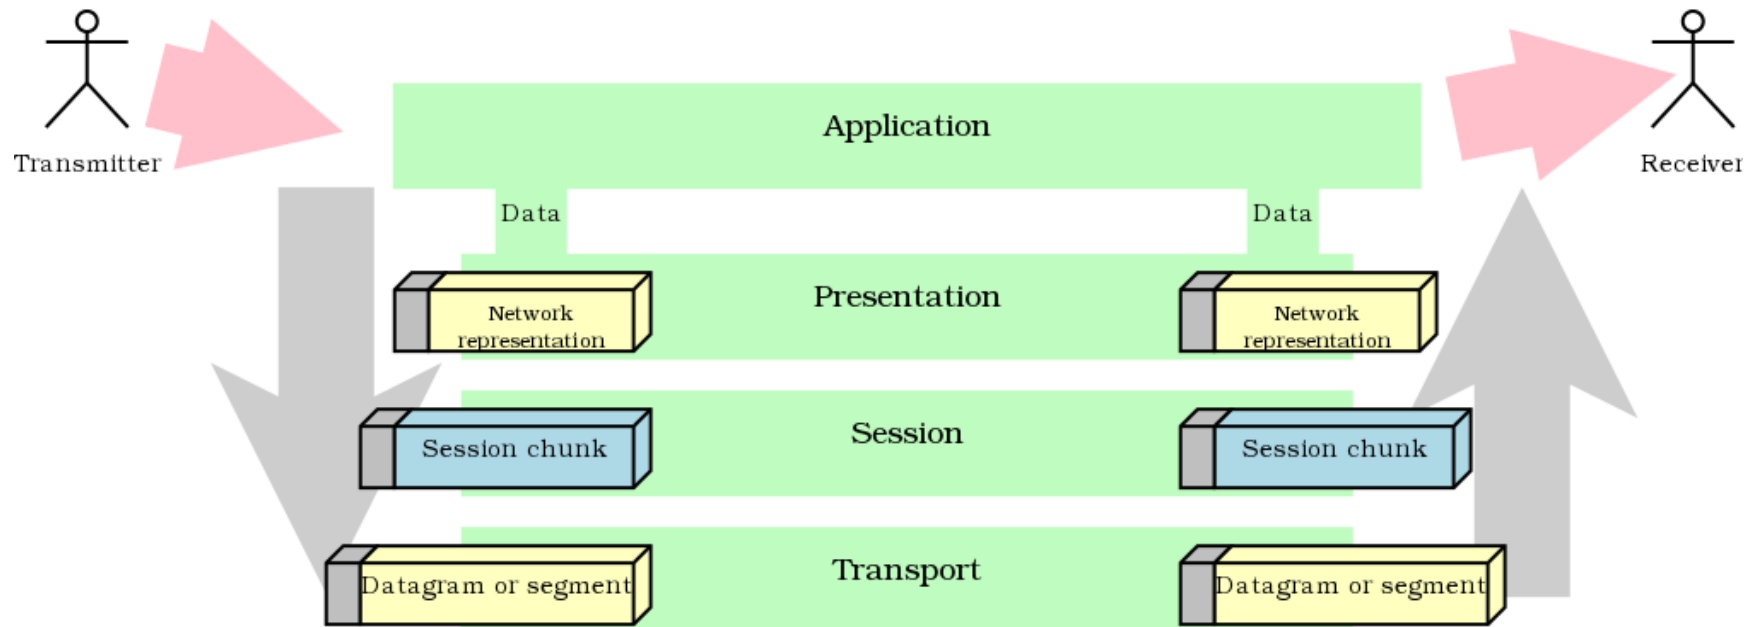 Transmitter
Receiver
Application
Data
Data
Network
representation
Presentation
Network
representation
Session chunk
Session
Session chunk
Datagram or segment
Transport
Datagram or segment